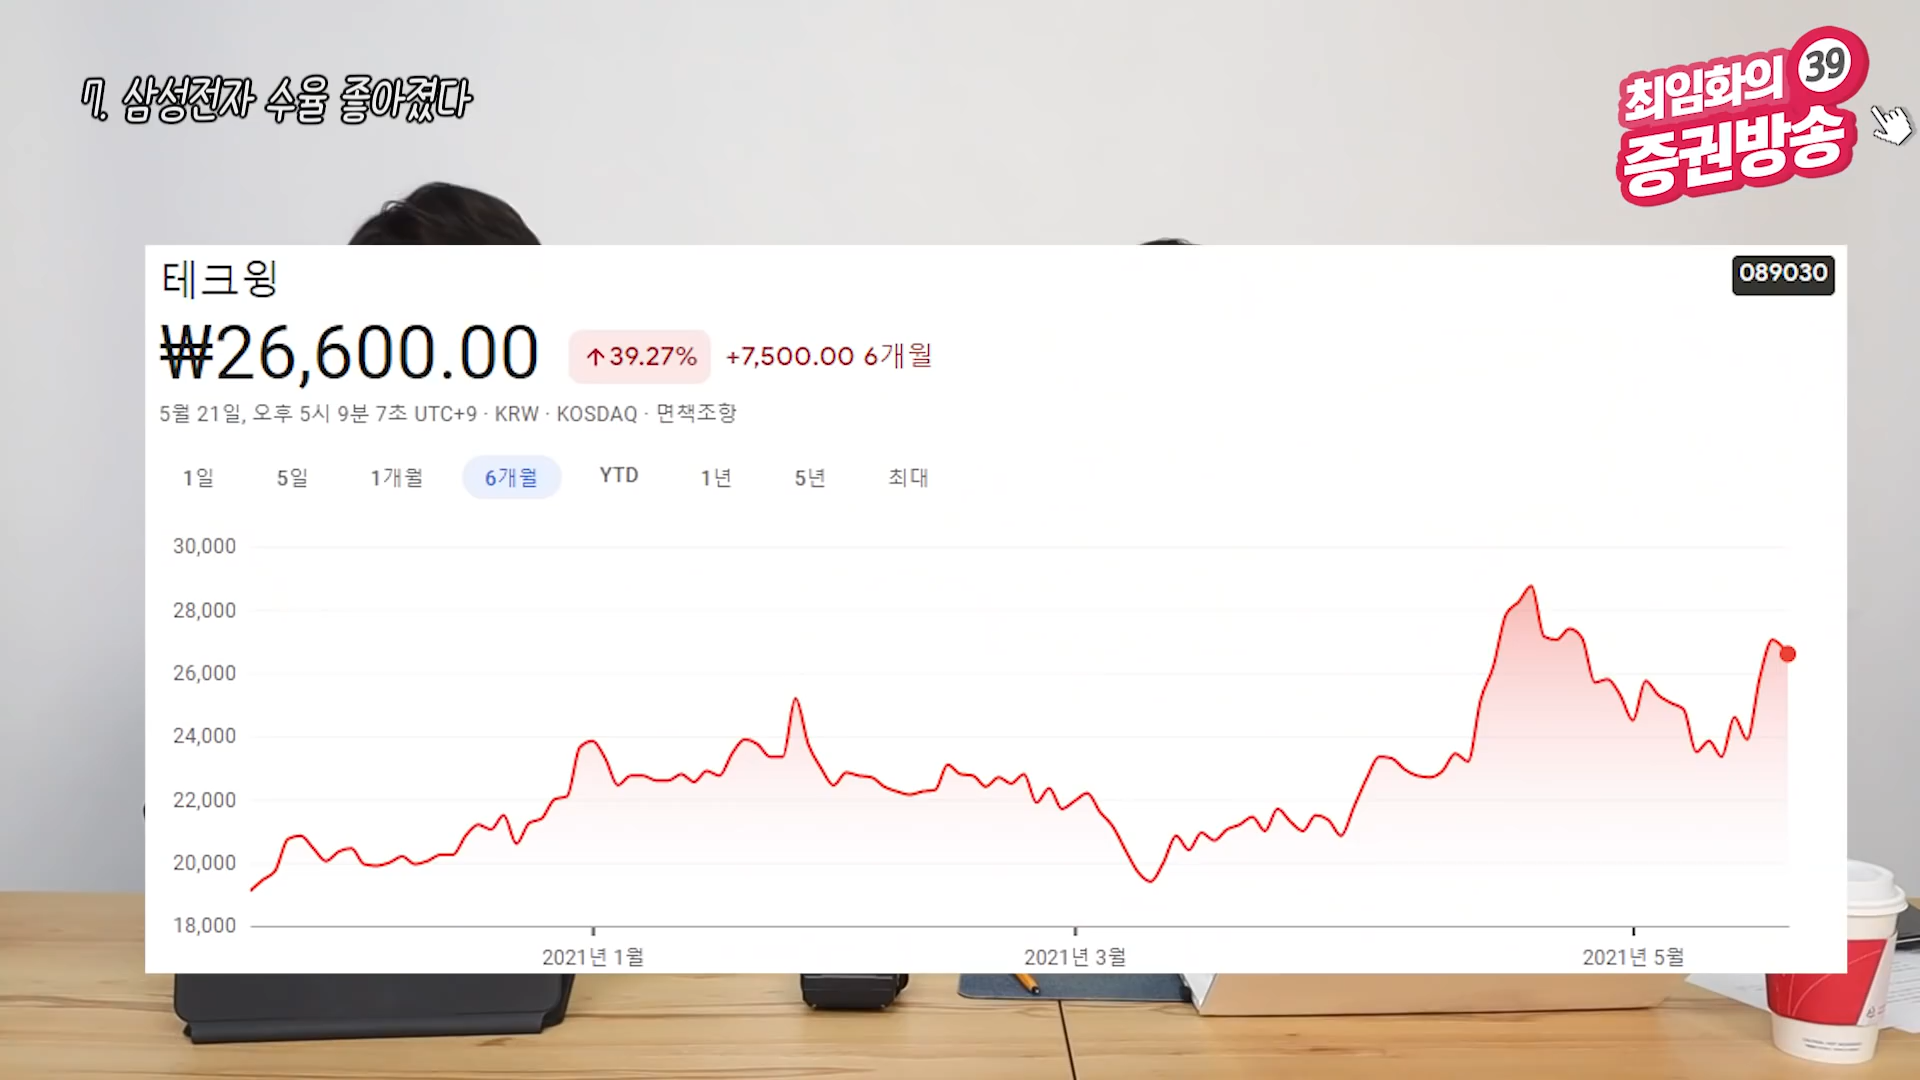 7. 삼성전자 수율 좋아졌다
최임화의 39
증권방송
테크윙
089030
₩26,600.00 ↑39.27% +7,500.00 6개월
5월 21일, 오후 5시 9분 7초 UTC+9 · KRW · KOSDAQ · 면책조항
1일 5일 1개월 6개월 YTD 1년 5년 최대
30,000
28,000
26,000
24,000
22,000
20,000
18,000
2021년 1월 2021년 3월 2021년 5월